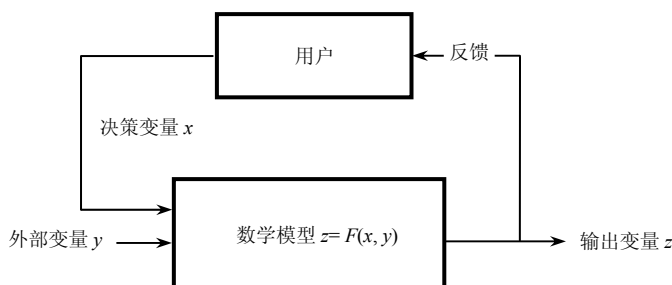 用户
反馈
决策变量 x
外部变量 y
数学模型 z= F(x, y)
输出变量 z